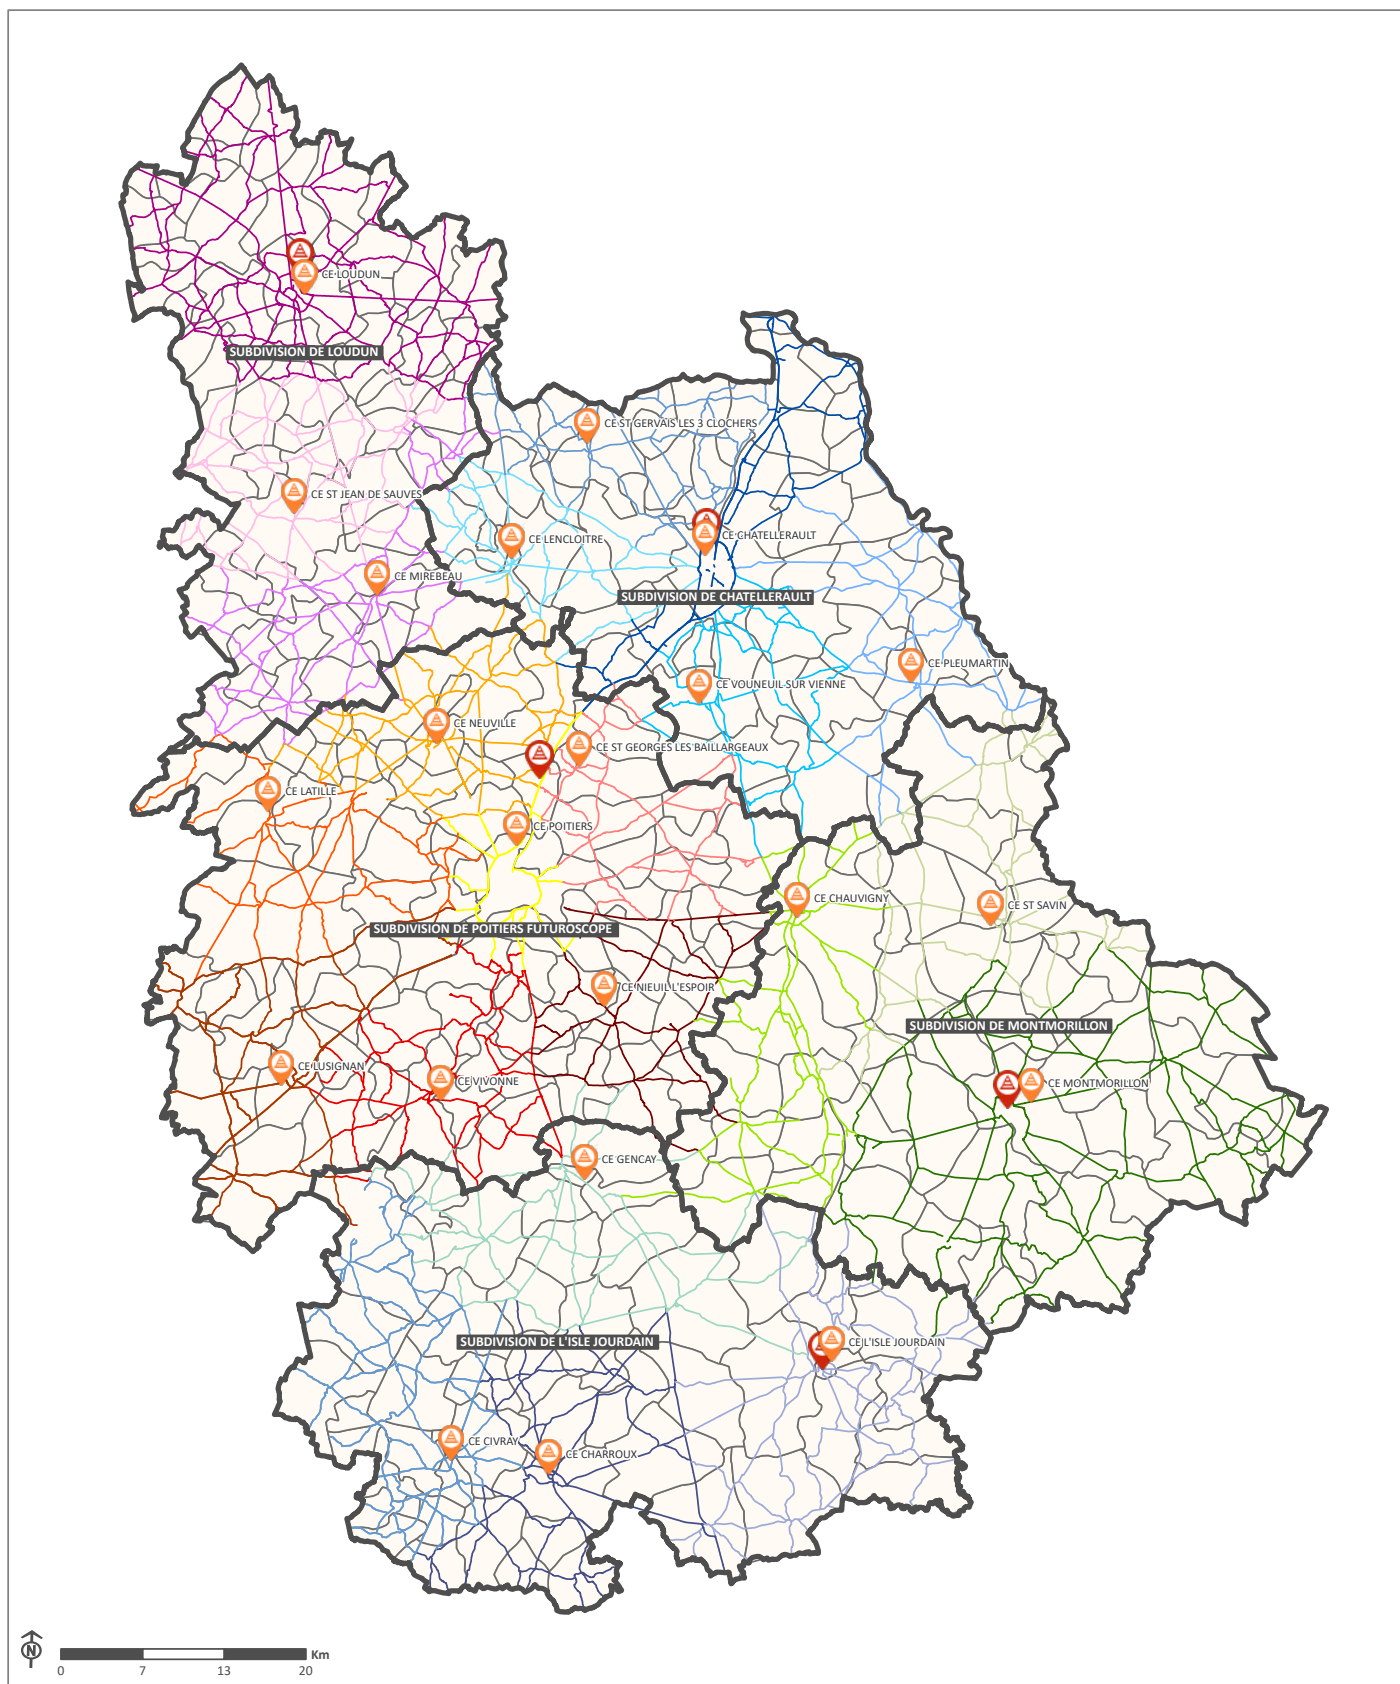 CE LOUDUN
SUBDIVISION DE LOUDUN
CE ST GERVAIS LES 3 CLOCHERS
CE ST JEAN DE SAUVES
CE LENCLOITRE
CE CHATELLERAULT
CE MIREBEAU
SUBDIVISION DE CHATELLERAULT
CE PLEUMARTIN
CE VOUNEUIL SUR VIENNE
CE NEUVILLE
CE ST GEORGES LES BAILLARGEAUX
CE LATILLE
CE POITIERS
CE CHAUVIGNY
CE ST SAVIN
SUBDIVISION DE POITIERS FUTUROSCOPE
CE NIEUIL L'ESPOIR
SUBDIVISION DE MONTMORILLON
CE LUSIGNAN
CE VIVONNE
CE MONTMORILLON
CE GENCAY
SUBDIVISION DE L'ISLE JOURDAIN
CE L'ISLE JOURDAIN
CE CIVRAY
CE CHARROUX
N
Km
0 7 13 20